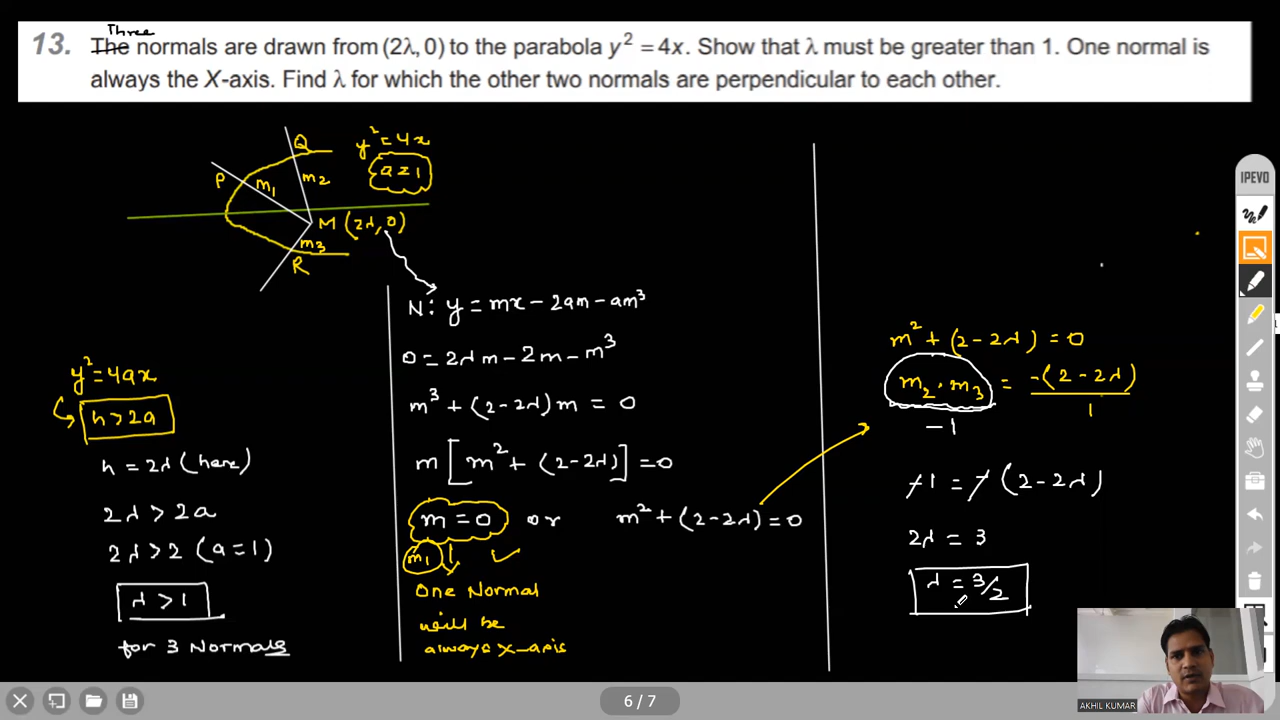 Three
13. The normals are drawn from (2λ, 0) to the parabola y² = 4x. Show that λ must be greater than 1. One normal is
always the X-axis. Find λ for which the other two normals are perpendicular to each other.
Q
y² = 4x
P
m₁
m₂
a = 1
M (2λ, 0)
m₃
R
y² = 4ax
h > 2a
h = 2λ (here)
2λ > 2a
2λ > 2 (a = 1)
λ > 1
for 3 Normals
N: y = mx - 2am - am³
0 = 2λm - 2m - m³
m³ + (2 - 2λ) m = 0
m [m² + (2 - 2λ)] = 0
m = 0 or m² + (2 - 2λ) = 0
m₁
One Normal
will be
always X-axis
m² + (2 - 2λ) = 0
m₂ . m₃ = -(2 - 2λ)
1
-1
-1 = -(2 - 2λ)
2λ = 3
λ = 3/2
IPEVO
6 / 7
AKHIL KUMAR